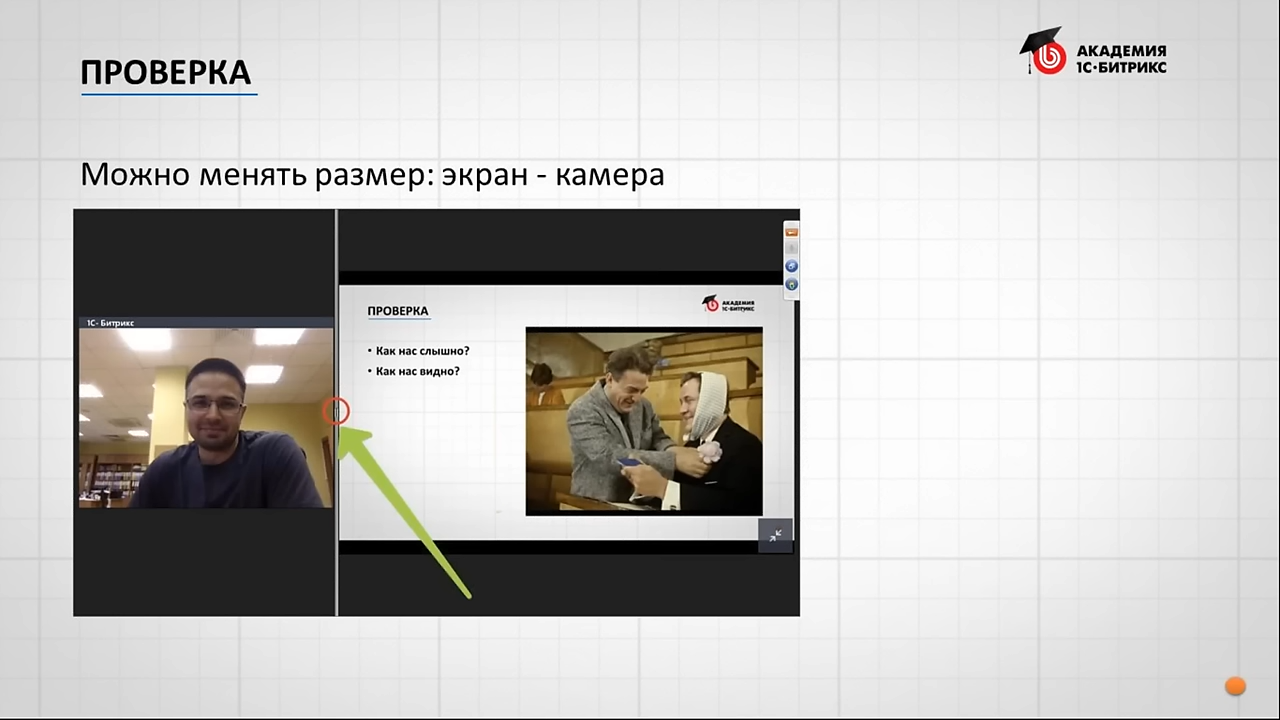 ПРОВЕРКА
АКАДЕМИЯ
1С·БИТРИКС
Можно менять размер: экран - камера
1С- Битрикс
ПРОВЕРКА
АКАДЕМИЯ
1С·БИТРИКС
• Как нас слышно?
• Как нас видно?